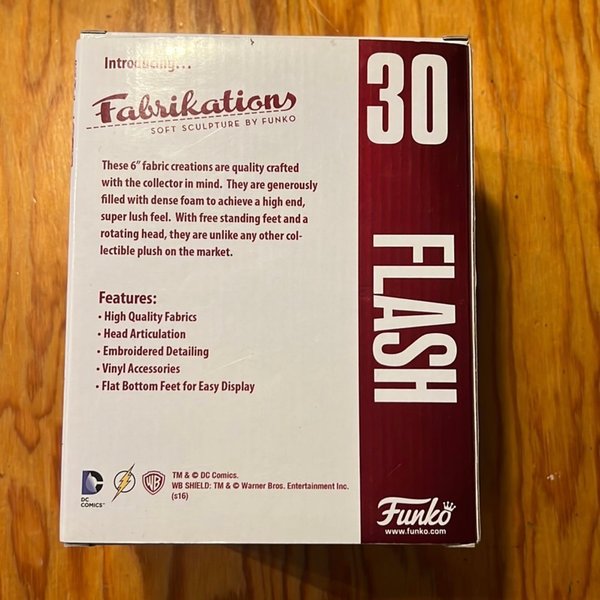 Introducing...
Fabrikations
SOFT SCULPTURE BY FUNKO
These 6" fabric creations are quality crafted
with the collector in mind. They are generously
filled with dense foam to achieve a high end,
super lush feel. With free standing feet and a
rotating head, they are unlike any other col-
lectible plush on the market.
Features:
• High Quality Fabrics
• Head Articulation
• Embroidered Detailing
• Vinyl Accessories
• Flat Bottom Feet for Easy Display
D
DC
COMICS™
WB
TM & © DC Comics.
WB SHIELD: TM & © Warner Bros. Entertainment Inc.
(s16)
30
FLASH
Funko
www.funko.com